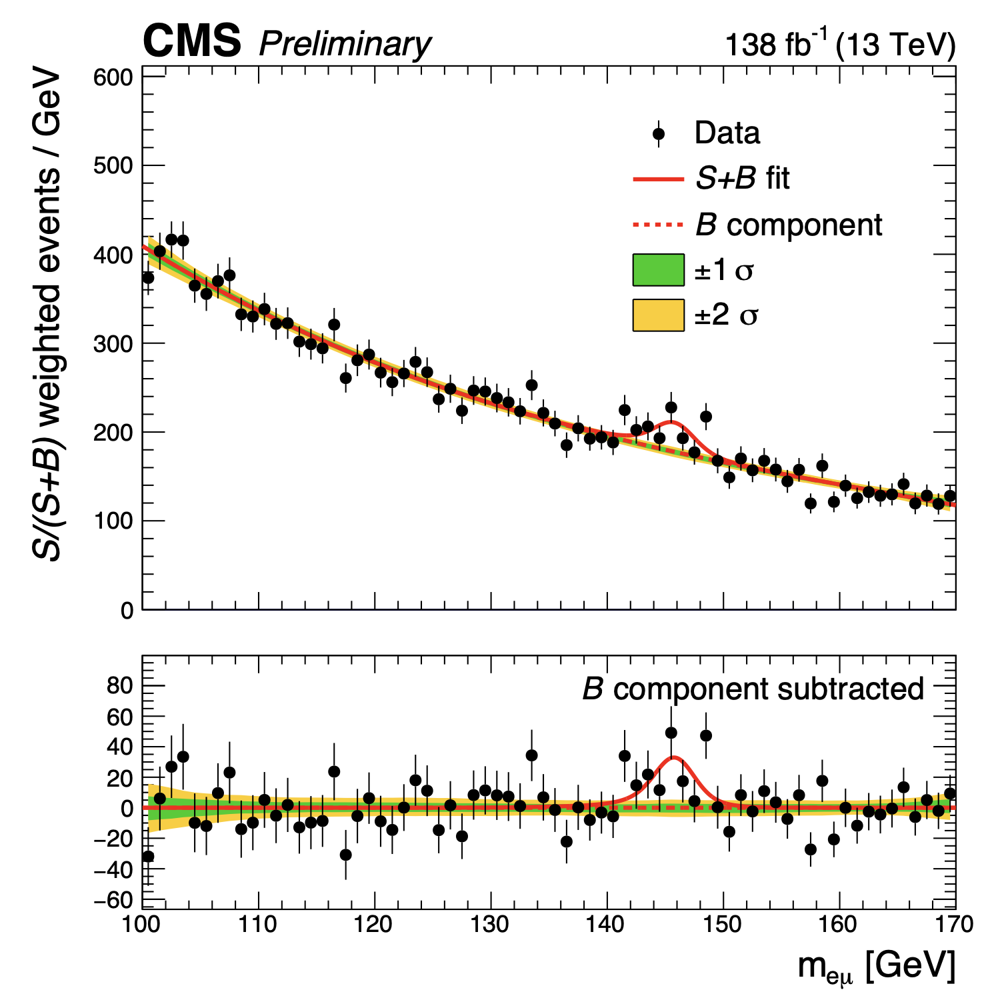 CMS Preliminary 138 fb⁻¹ (13 TeV)
S/(S+B) weighted events / GeV
600
500
400
300
200
100
0
Data
S+B fit
B component
±1 σ
±2 σ
B component subtracted
80
60
40
20
0
−20
−40
−60
100 110 120 130 140 150 160 170
m_eμ [GeV]